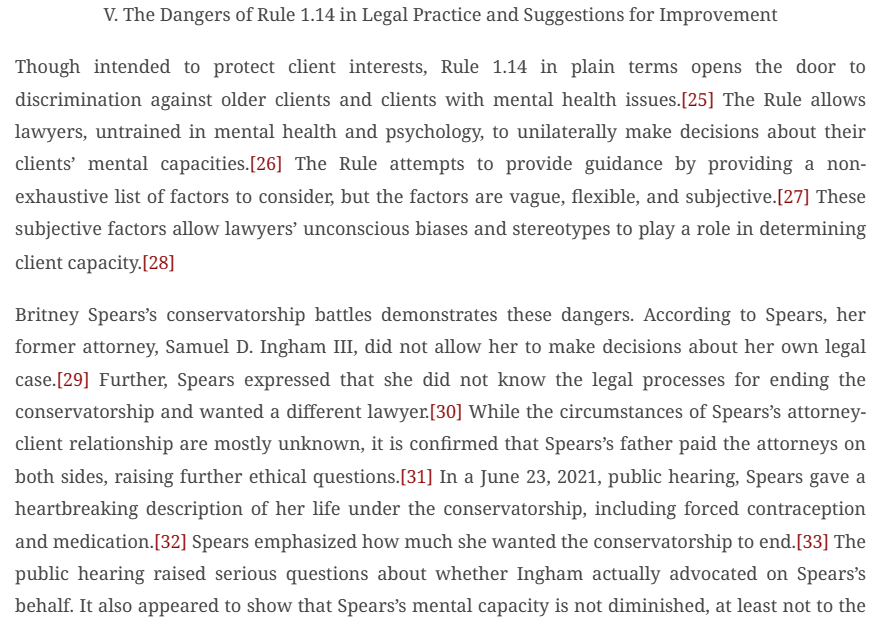 V. The Dangers of Rule 1.14 in Legal Practice and Suggestions for Improvement
Though intended to protect client interests, Rule 1.14 in plain terms opens the door to
discrimination against older clients and clients with mental health issues.[25] The Rule allows
lawyers, untrained in mental health and psychology, to unilaterally make decisions about their
clients’ mental capacities.[26] The Rule attempts to provide guidance by providing a non-
exhaustive list of factors to consider, but the factors are vague, flexible, and subjective.[27] These
subjective factors allow lawyers’ unconscious biases and stereotypes to play a role in determining
client capacity.[28]
Britney Spears’s conservatorship battles demonstrates these dangers. According to Spears, her
former attorney, Samuel D. Ingham III, did not allow her to make decisions about her own legal
case.[29] Further, Spears expressed that she did not know the legal processes for ending the
conservatorship and wanted a different lawyer.[30] While the circumstances of Spears’s attorney-
client relationship are mostly unknown, it is confirmed that Spears’s father paid the attorneys on
both sides, raising further ethical questions.[31] In a June 23, 2021, public hearing, Spears gave a
heartbreaking description of her life under the conservatorship, including forced contraception
and medication.[32] Spears emphasized how much she wanted the conservatorship to end.[33] The
public hearing raised serious questions about whether Ingham actually advocated on Spears’s
behalf. It also appeared to show that Spears’s mental capacity is not diminished, at least not to the